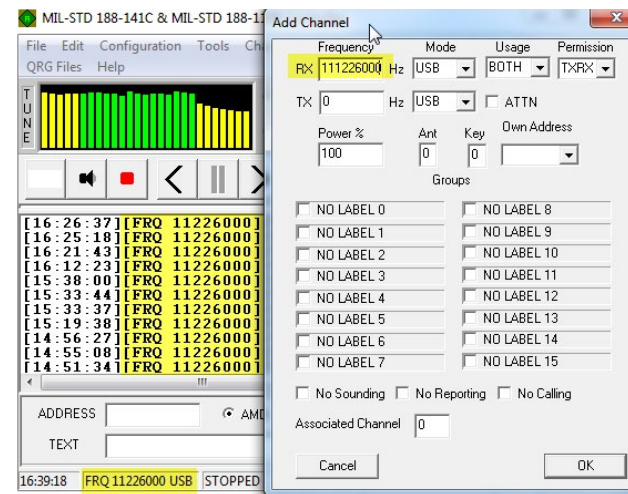 MIL-STD 188-141C & MIL-STD 188-1
File Edit Configuration Tools Ch
QRG Files Help
TUNE
[16:26:37][FRQ 11226000]
[16:25:18][FRQ 11226000]
[16:21:43][FRQ 11226000]
[16:12:23][FRQ 11226000]
[15:38:00][FRQ 11226000]
[15:33:44][FRQ 11226000]
[15:33:37][FRQ 11226000]
[15:19:38][FRQ 11226000]
[14:56:27][FRQ 11226000]
[14:55:08][FRQ 11226000]
[14:51:34][FRQ 11226000]
ADDRESS AMD
TEXT
16:39:18 FRQ 11226000 USB STOPPED
Add Channel
Frequency Mode Usage Permission
RX 111226000 Hz USB BOTH TXRX
TX 0 Hz USB ATTN
Power % Ant Key Own Address
100 0 0
Groups
NO LABEL 0 NO LABEL 8
NO LABEL 1 NO LABEL 9
NO LABEL 2 NO LABEL 10
NO LABEL 3 NO LABEL 11
NO LABEL 4 NO LABEL 12
NO LABEL 5 NO LABEL 13
NO LABEL 6 NO LABEL 14
NO LABEL 7 NO LABEL 15
No Sounding No Reporting No Calling
Associated Channel 0
Cancel OK